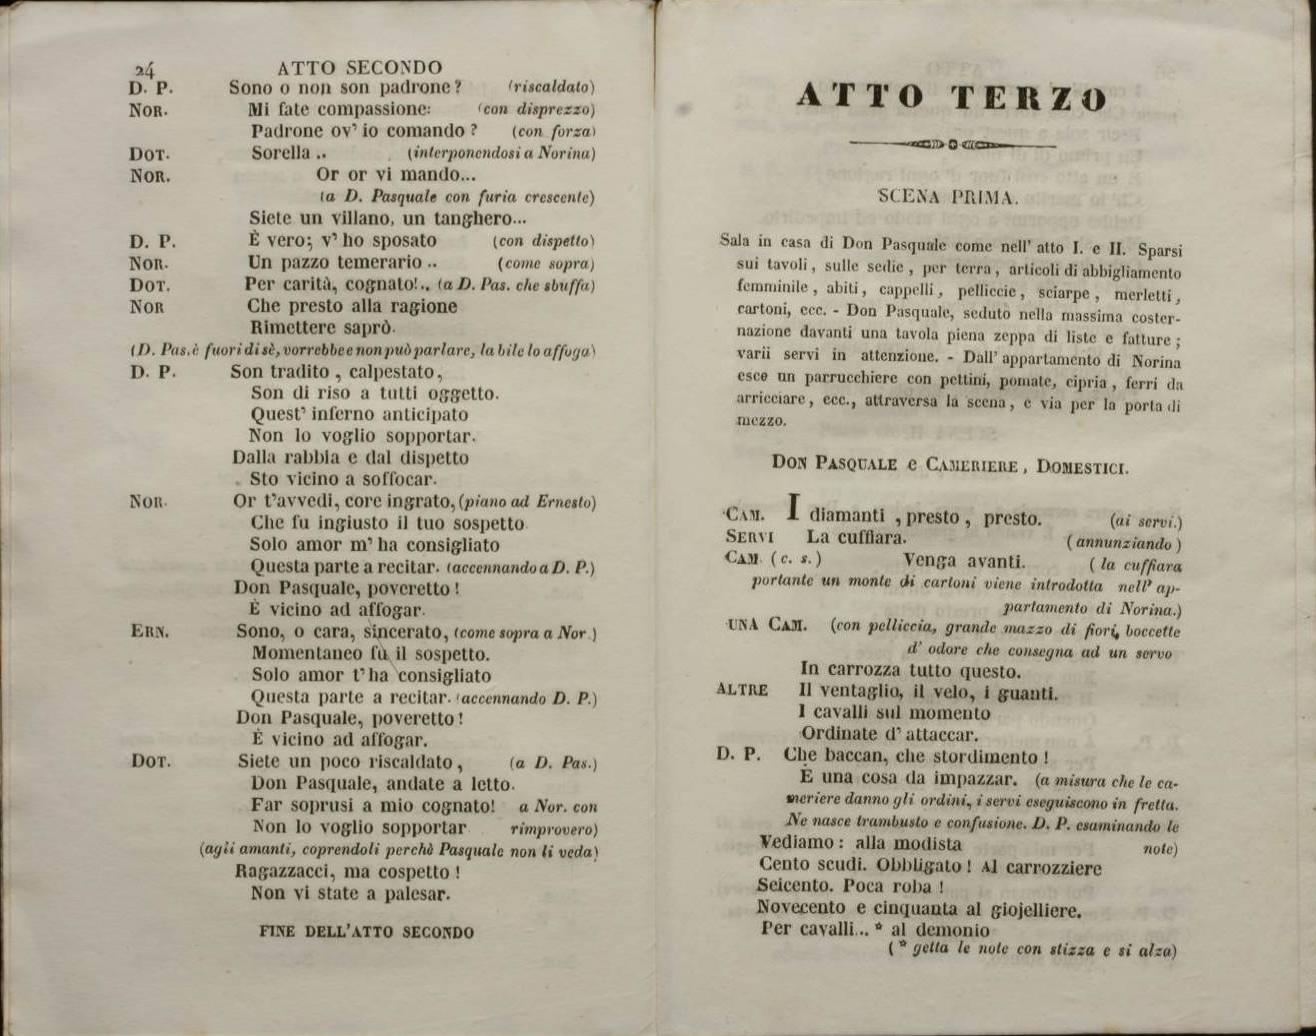 24 ATTO SECONDO
D. P. Sono o non son padrone? (riscaldato)
NOR. Mi fate compassione: (con disprezzo)
Padrone ov' io comando? (con forza)
DOT. Sorella .. (interponendosi a Norina)
NOR. Or or vi mando...
(a D. Pasquale con furia crescente)
Siete un villano, un tanghero...
D. P. È vero; v' ho sposato (con dispetto)
NOR. Un pazzo temerario .. (come sopra)
DOT. Per carità, cognato!.. (a D. Pas. che sbuffa)
NOR Che presto alla ragione
Rimettere saprò.
(D. Pas. è fuori di sè, vorrebbe e non può parlare, la bile lo affoga)
D. P. Son tradito, calpestato,
Son di riso a tutti oggetto.
Quest' inferno anticipato
Non lo voglio sopportar.
Dalla rabbia e dal dispetto
Sto vicino a soffocar.
NOR. Or t'avvedi, core ingrato, (piano ad Ernesto)
Che fu ingiusto il tuo sospetto
Solo amor m' ha consigliato
Questa parte a recitar. (accennando a D. P.)
Don Pasquale, poveretto!
È vicino ad affogar.
ERN. Sono, o cara, sincerato, (come sopra a Nor.)
Momentaneo fu il sospetto.
Solo amor t' ha consigliato
Questa parte a recitar. (accennando D. P.)
Don Pasquale, poveretto!
È vicino ad affogar.
DOT. Siete un poco riscaldato, (a D. Pas.)
Don Pasquale, andate a letto.
Far soprusi a mio cognato! a Nor. con
Non lo voglio sopportar rimprovero)
(agli amanti, coprendoli perchè Pasquale non li veda)
Ragazzacci, ma cospetto!
Non vi state a palesar.
FINE DELL'ATTO SECONDO
ATTO TERZO
SCENA PRIMA.
Sala in casa di Don Pasquale come nell' atto I. e II. Sparsi
sui tavoli, sulle sedie, per terra, articoli di abbigliamento
femminile, abiti, cappelli, pelliccie, sciarpe, merletti,
cartoni, ecc. - Don Pasquale, seduto nella massima coster-
nazione davanti una tavola piena zeppa di liste e fatture;
varii servi in attenzione. - Dall' appartamento di Norina
esce un parrucchiere con pettini, pomate, cipria, ferri da
arricciare, ecc., attraversa la scena, e via per la porta di
mezzo.
DON PASQUALE e CAMERIERE, DOMESTICI.
CAM. I diamanti, presto, presto. (ai servi.)
SERVI La cuffiara. (annunziando)
CAM. (c. s.) Venga avanti. (la cuffiara
portante un monte di cartoni viene introdotta nell' ap-
partamento di Norina.)
UNA CAM. (con pelliccia, grande mazzo di fiori, boccette
d' odore che consegna ad un servo
In carrozza tutto questo.
ALTRE Il ventaglio, il velo, i guanti.
I cavalli sul momento
Ordinate d' attaccar.
D. P. Che baccan, che stordimento!
È una cosa da impazzar. (a misura che le ca-
meriere danno gli ordini, i servi eseguiscono in fretta.
Ne nasce trambusto e confusione. D. P. esaminando le
Vediamo: alla modista note)
Cento scudi. Obbligato! Al carrozziere
Seicento. Poca roba!
Novecento e cinquanta al giojelliere.
Per cavalli... * al demonio
(* getta le note con stizza e si alza)